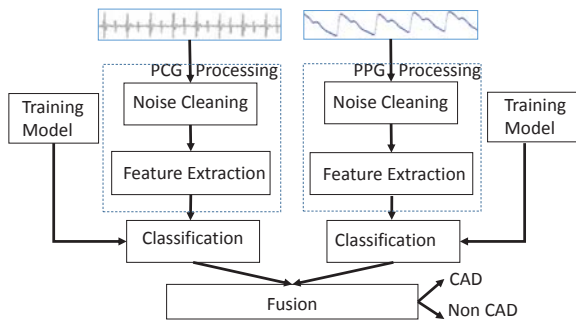 PCG Processing
PPG Processing
Training
Model
Noise Cleaning
Noise Cleaning
Training
Model
Feature Extraction
Feature Extraction
Classification
Classification
Fusion
CAD
Non CAD